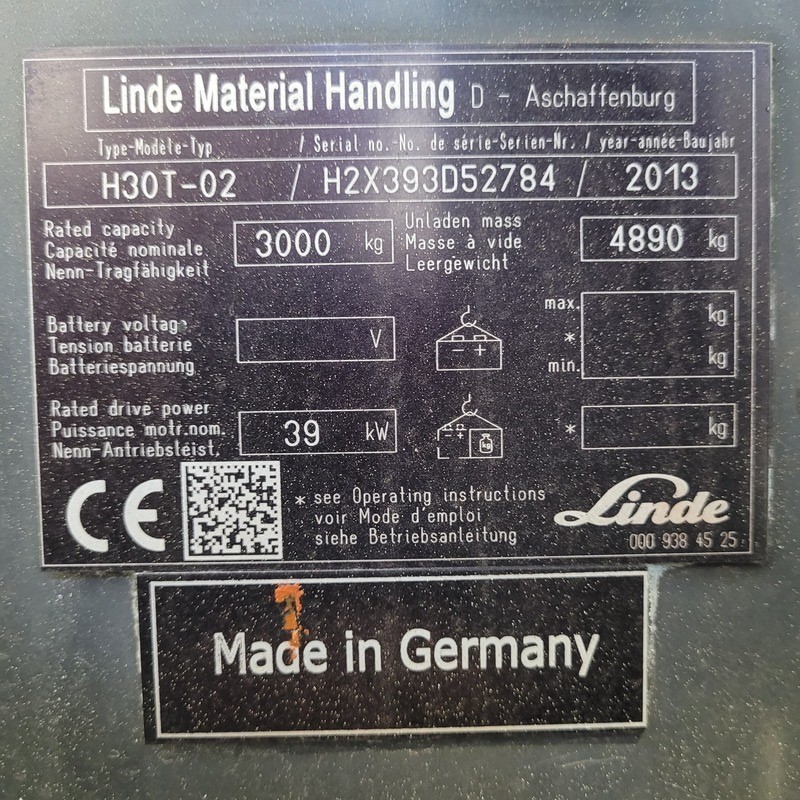 Linde Material Handling D - Aschaffenburg
Type-Modèle-Typ / Serial no.-No. de série-Serien-Nr. / year-année-Baujahr
H30T-02 / H2X393D52784 / 2013
Rated capacity
Capacité nominale
Nenn-Tragfähigkeit
3000 kg
Unladen mass
Masse à vide
Leergewicht
4890 kg
Battery voltage
Tension batterie
Batteriespannung
V
- +
max. kg
*
min. kg
Rated drive power
Puissance motr.nom.
Nenn-Antriebsleist.
39 kW
- + kg
* kg
CE
* see Operating instructions
voir Mode d'emploi
siehe Betriebsanleitung
Linde
000 938 45 25
Made in Germany